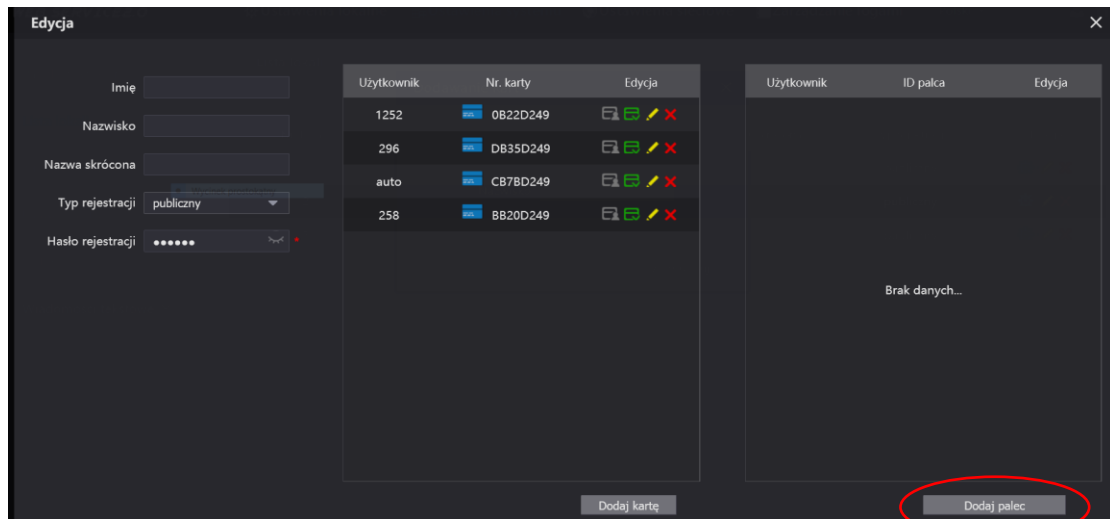 Edycja
Imię
Nazwisko
Nazwa skrócona
Typ rejestracji publiczny
Hasło rejestracji ●●●●●● *
Użytkownik Nr. karty Edycja
1252 0B22D249
296 DB35D249
auto CB7BD249
258 BB20D249
Dodaj kartę
Użytkownik ID palca Edycja
Brak danych...
Dodaj palec